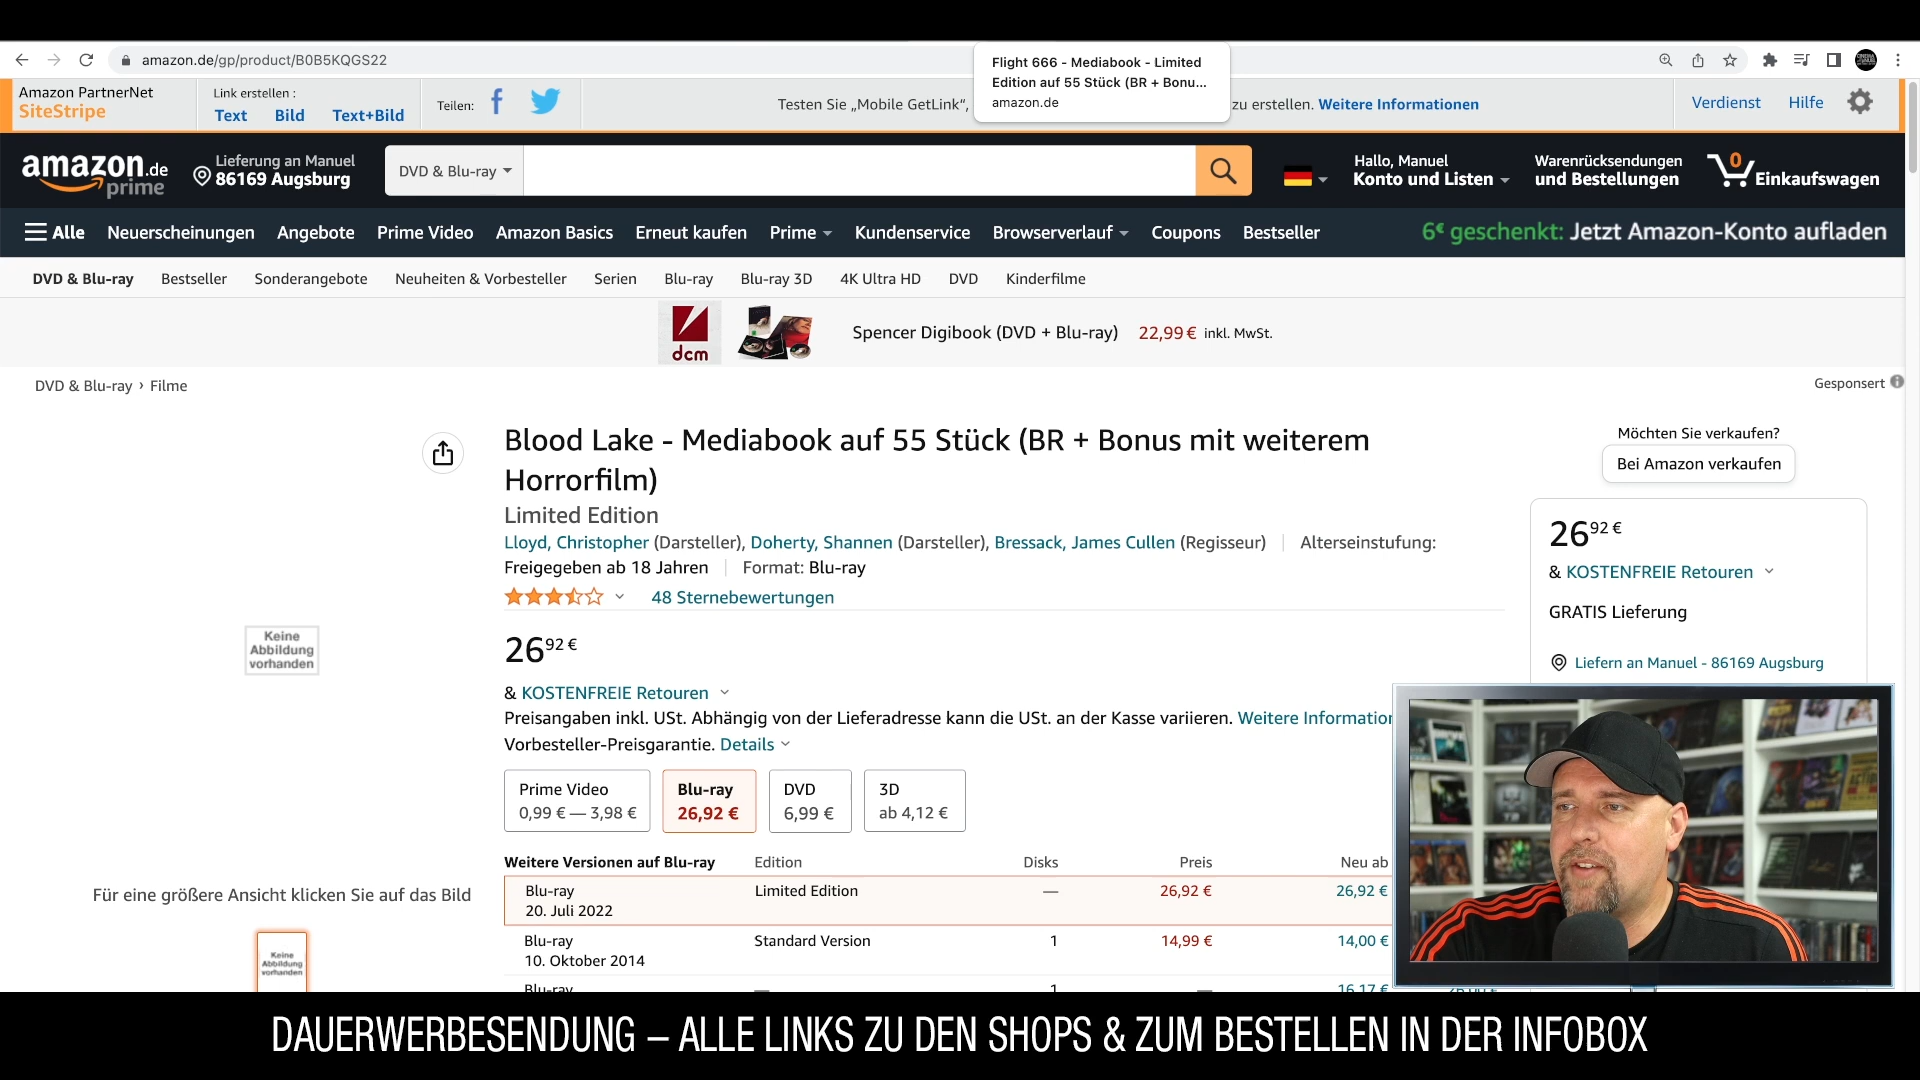 amazon.de/gp/product/B0B5KQGS22
Flight 666 - Mediabook - Limited
Edition auf 55 Stück (BR + Bonu...
amazon.de
Amazon PartnerNet
SiteStripe
Link erstellen :
Text Bild Text+Bild
Teilen:
Testen Sie „Mobile GetLink“, zu erstellen. Weitere Informationen
Verdienst Hilfe
amazon.de
prime
Lieferung an Manuel
86169 Augsburg
DVD & Blu-ray
Hallo, Manuel
Konto und Listen
Warenrücksendungen
und Bestellungen
0
Einkaufswagen
Alle Neuerscheinungen Angebote Prime Video Amazon Basics Erneut kaufen Prime Kundenservice Browserverlauf Coupons Bestseller
6€ geschenkt: Jetzt Amazon-Konto aufladen
DVD & Blu-ray Bestseller Sonderangebote Neuheiten & Vorbesteller Serien Blu-ray Blu-ray 3D 4K Ultra HD DVD Kinderfilme
dcm
Spencer Digibook (DVD + Blu-ray) 22,99 € inkl. MwSt.
Gesponsert
DVD & Blu-ray › Filme
Blood Lake - Mediabook auf 55 Stück (BR + Bonus mit weiterem
Horrorfilm)
Limited Edition
Lloyd, Christopher (Darsteller), Doherty, Shannen (Darsteller), Bressack, James Cullen (Regisseur) | Alterseinstufung:
Freigegeben ab 18 Jahren | Format: Blu-ray
48 Sternebewertungen
26 92 €
& KOSTENFREIE Retouren
Preisangaben inkl. USt. Abhängig von der Lieferadresse kann die USt. an der Kasse variieren. Weitere Information
Vorbesteller-Preisgarantie. Details
Prime Video
0,99 € — 3,98 €
Blu-ray
26,92 €
DVD
6,99 €
3D
ab 4,12 €
Weitere Versionen auf Blu-ray Edition Disks Preis Neu ab
Blu-ray Limited Edition — 26,92 € 26,92 €
20. Juli 2022
Blu-ray Standard Version 1 14,99 € 14,00 €
10. Oktober 2014
Blu-ray — 1 — 16,17 €
Keine
Abbildung
vorhanden
Für eine größere Ansicht klicken Sie auf das Bild
Keine
Abbildung
vorhanden
Möchten Sie verkaufen?
Bei Amazon verkaufen
26 92 €
& KOSTENFREIE Retouren
GRATIS Lieferung
Liefern an Manuel - 86169 Augsburg
DAUERWERBESENDUNG – ALLE LINKS ZU DEN SHOPS & ZUM BESTELLEN IN DER INFOBOX